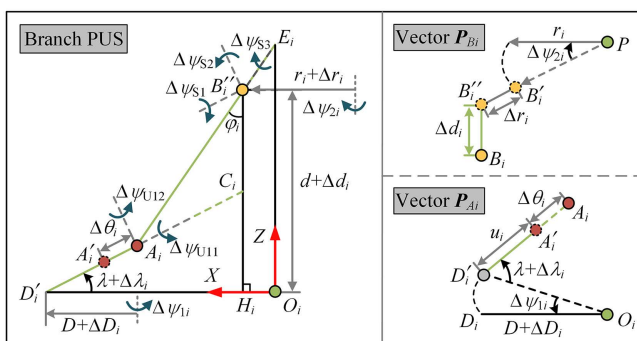 Branch PUS
E_i
Δψ_S3
Δψ_S2
B_i''
r_i+Δr_i
Δψ_S1
Δψ_2i
φ_i
C_i
d+Δd_i
Δψ_U12
Δθ_i
A_i'
A_i
Δψ_U11
Z
D_i'
λ+Δλ_i
X
H_i
O_i
D+ΔD_i
Δψ_1i
Vector P_Bi
r_i
Δψ_2i
P
B_i''
B_i'
Δr_i
Δd_i
B_i
Vector P_Ai
Δθ_i
A_i
u_i
A_i'
D_i'
λ+Δλ_i
Δψ_1i
D_i
D+ΔD_i
O_i